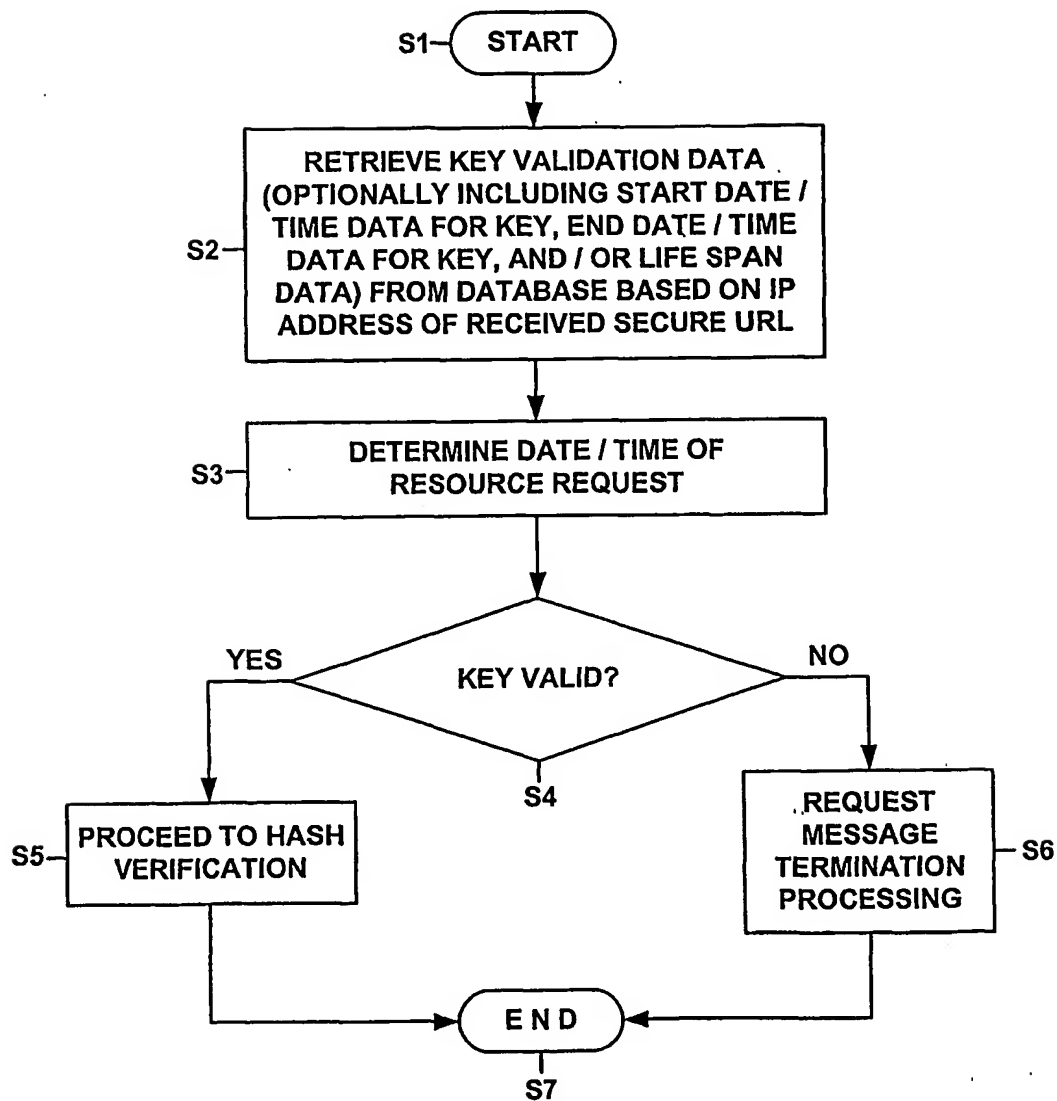 S1
START
RETRIEVE KEY VALIDATION DATA
(OPTIONALLY INCLUDING START DATE /
TIME DATA FOR KEY, END DATE / TIME
DATA FOR KEY, AND / OR LIFE SPAN
DATA) FROM DATABASE BASED ON IP
ADDRESS OF RECEIVED SECURE URL
S2
DETERMINE DATE / TIME OF
RESOURCE REQUEST
S3
YES
KEY VALID?
NO
S4
PROCEED TO HASH
VERIFICATION
S5
REQUEST
MESSAGE
TERMINATION
PROCESSING
S6
E N D
S7